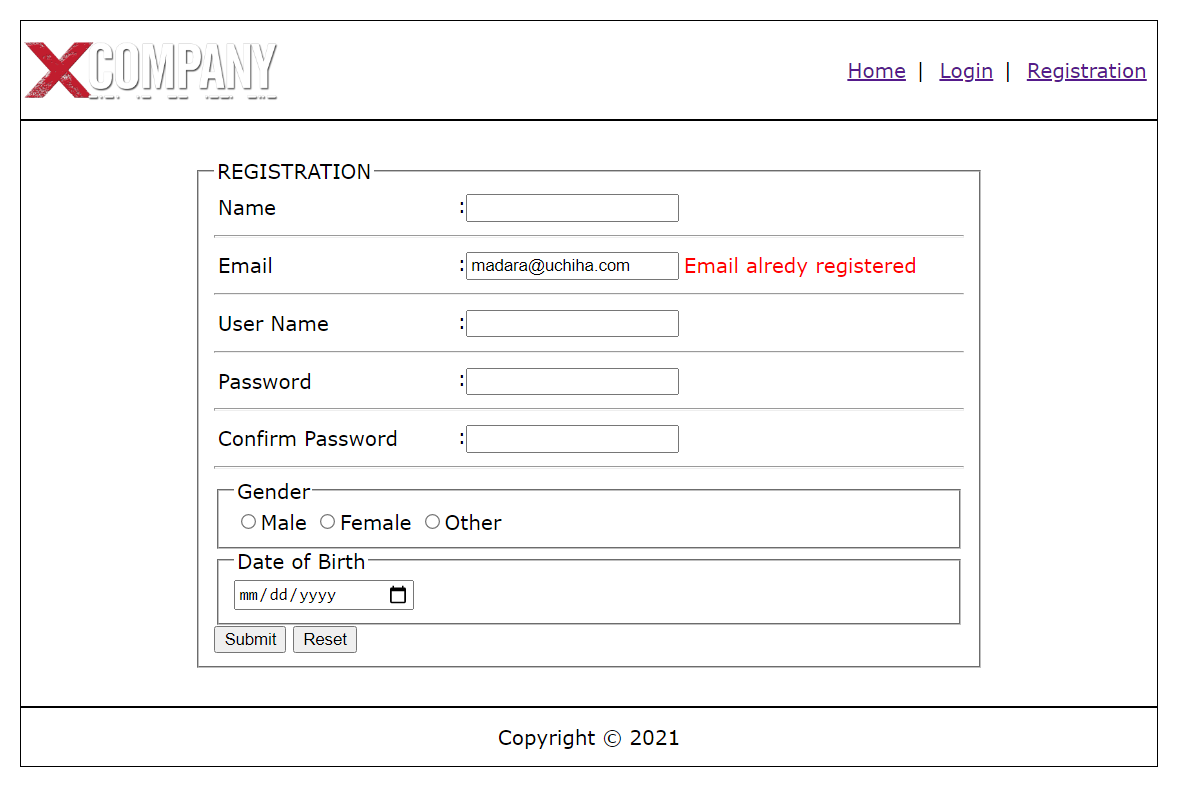 XCOMPANY
Home | Login | Registration
REGISTRATION
Name :
Email : madara@uchiha.com Email alredy registered
User Name :
Password :
Confirm Password :
Gender
Male Female Other
Date of Birth
mm/dd/yyyy
Submit Reset
Copyright © 2021